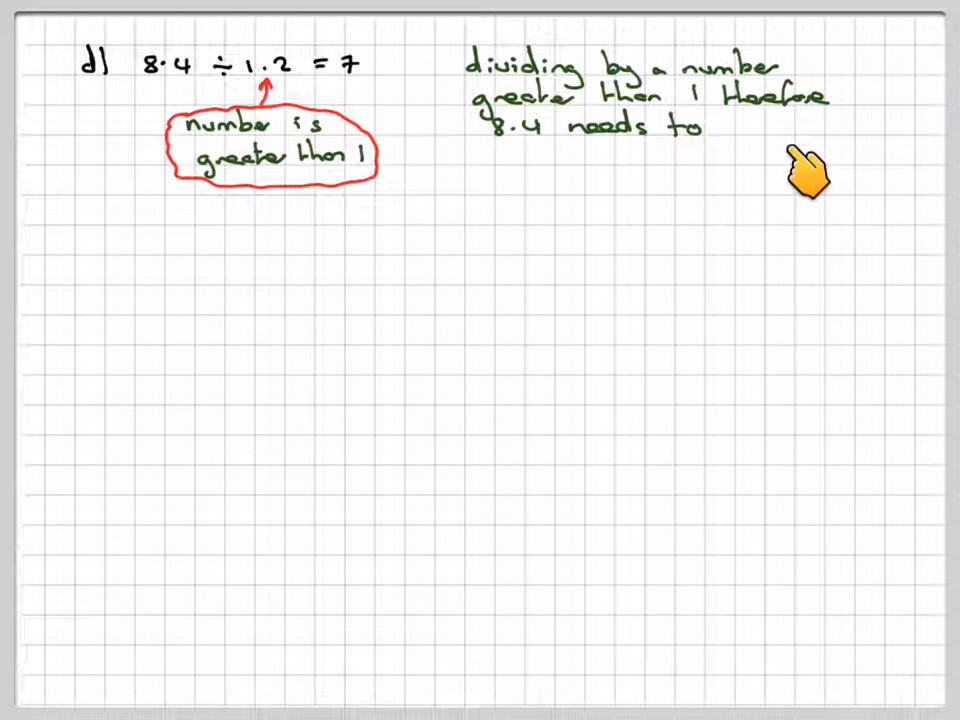 d) 8.4 ÷ 1.2 = 7
number is
greater than 1
dividing by a number
greater than 1 therefore
8.4 needs to